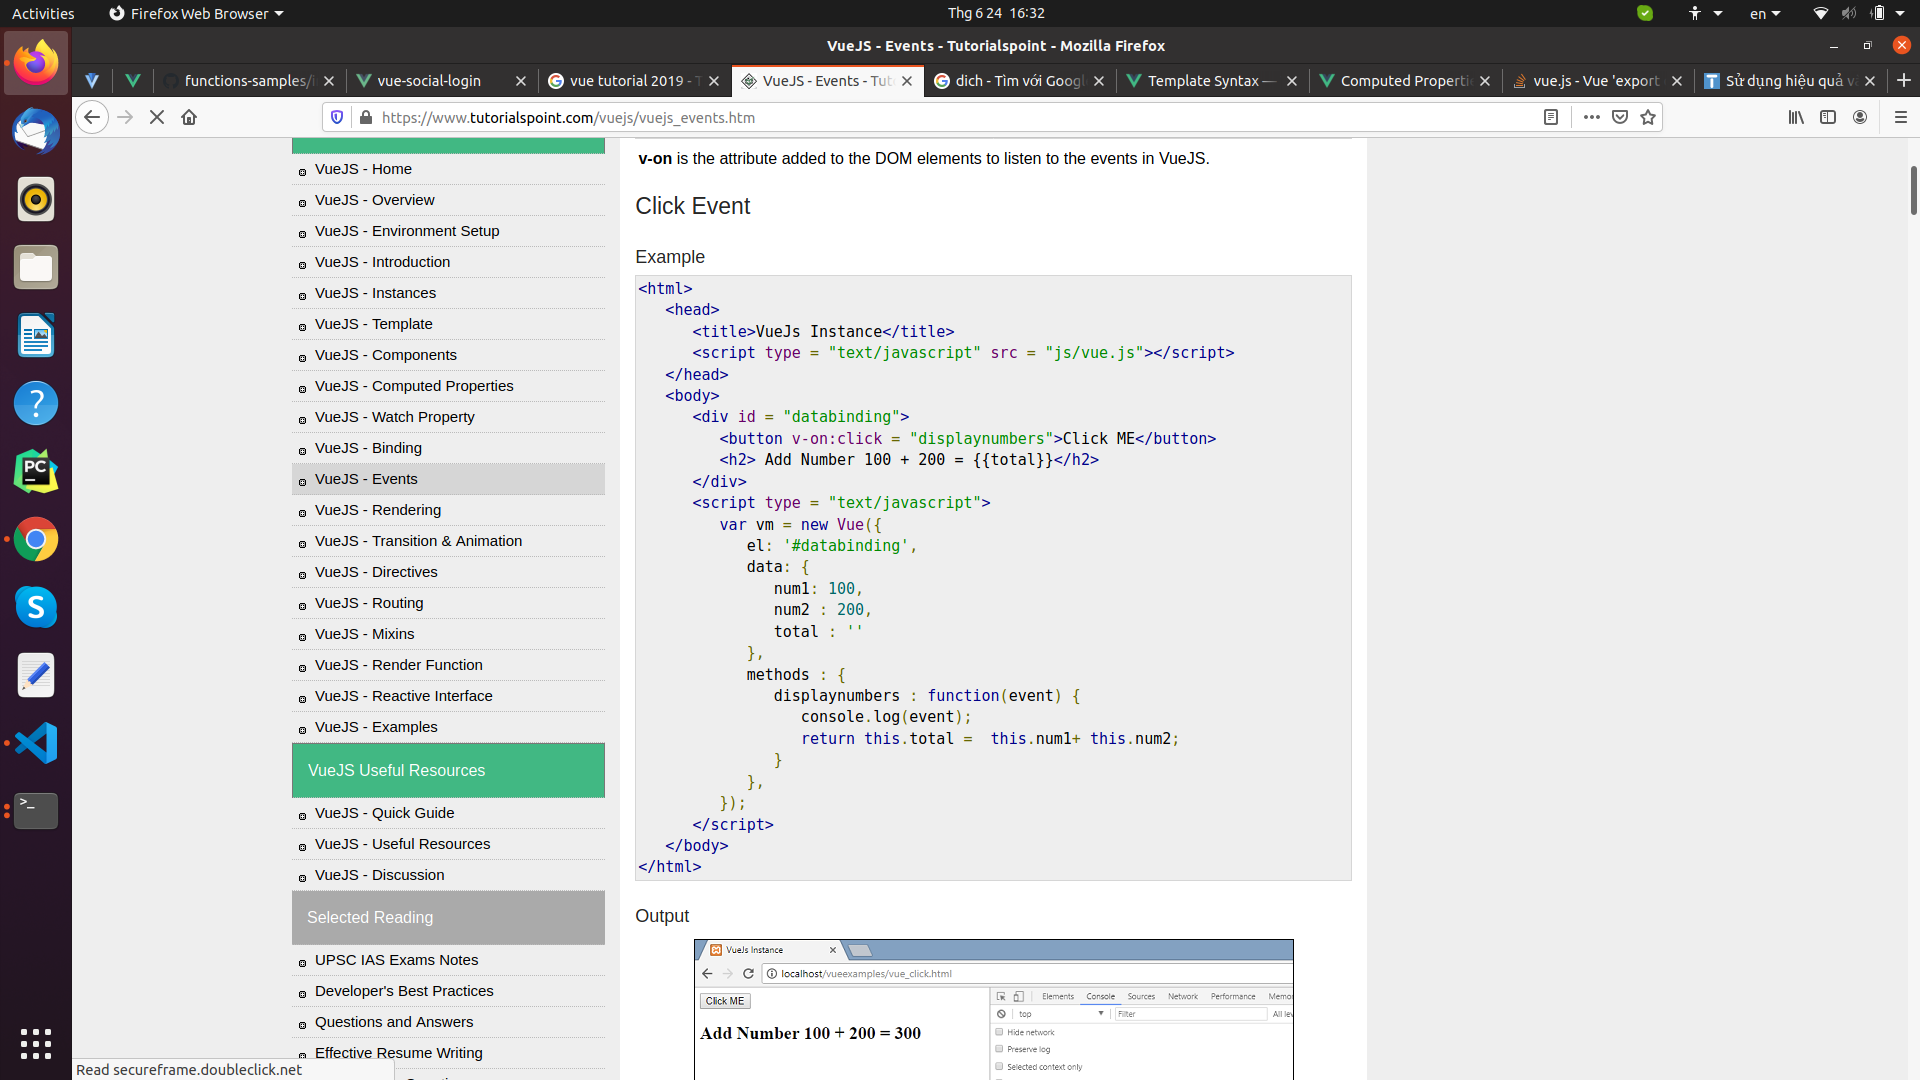 Activities
Firefox Web Browser
Thg 6 24 16:32
en
VueJS - Events - Tutorialspoint - Mozilla Firefox
functions-samples/i
vue-social-login
vue tutorial 2019 - T
VueJS - Events - Tut
dich - Tìm với Googl
Template Syntax —
Computed Properti
vue.js - Vue 'export
Sử dụng hiệu quả v
https://www.tutorialspoint.com/vuejs/vuejs_events.htm
VueJS - Home
VueJS - Overview
VueJS - Environment Setup
VueJS - Introduction
VueJS - Instances
VueJS - Template
VueJS - Components
VueJS - Computed Properties
VueJS - Watch Property
VueJS - Binding
VueJS - Events
VueJS - Rendering
VueJS - Transition & Animation
VueJS - Directives
VueJS - Routing
VueJS - Mixins
VueJS - Render Function
VueJS - Reactive Interface
VueJS - Examples
VueJS Useful Resources
VueJS - Quick Guide
VueJS - Useful Resources
VueJS - Discussion
Selected Reading
UPSC IAS Exams Notes
Developer's Best Practices
Questions and Answers
Effective Resume Writing
Read secureframe.doubleclick.net
v-on is the attribute added to the DOM elements to listen to the events in VueJS.
Click Event
Example
<html>
<head>
<title>VueJs Instance</title>
<script type = "text/javascript" src = "js/vue.js"></script>
</head>
<body>
<div id = "databinding">
<button v-on:click = "displaynumbers">Click ME</button>
<h2> Add Number 100 + 200 = {{total}}</h2>
</div>
<script type = "text/javascript">
var vm = new Vue({
el: '#databinding',
data: {
num1: 100,
num2 : 200,
total : ''
},
methods : {
displaynumbers : function(event) {
console.log(event);
return this.total =  this.num1+ this.num2;
}
},
});
</script>
</body>
</html>
Output
VueJs Instance
localhost/vueexamples/vue_click.html
Click ME
Add Number 100 + 200 = 300
Elements Console Sources Network Performance Memor
top Filter All lev
Hide network
Preserve log
Selected context only
PC